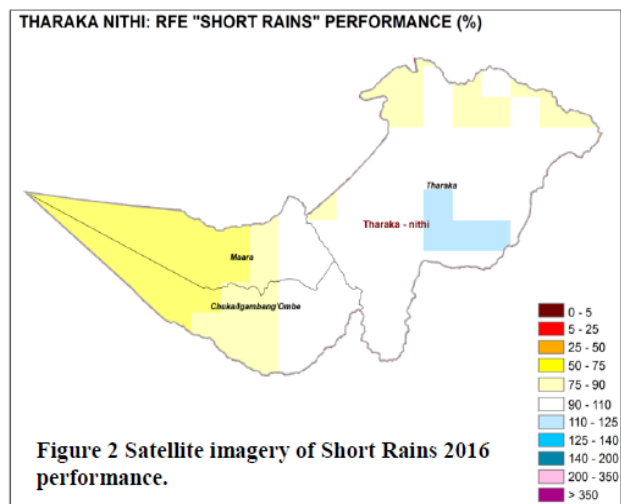 THARAKA NITHI: RFE "SHORT RAINS" PERFORMANCE (%)
Tharaka
Tharaka - nithi
Maara
Chuka/Igambang'Ombe
0 - 5
5 - 25
25 - 50
50 - 75
75 - 90
90 - 110
110 - 125
125 - 140
140 - 200
200 - 350
> 350
Figure 2 Satellite imagery of Short Rains 2016
performance.